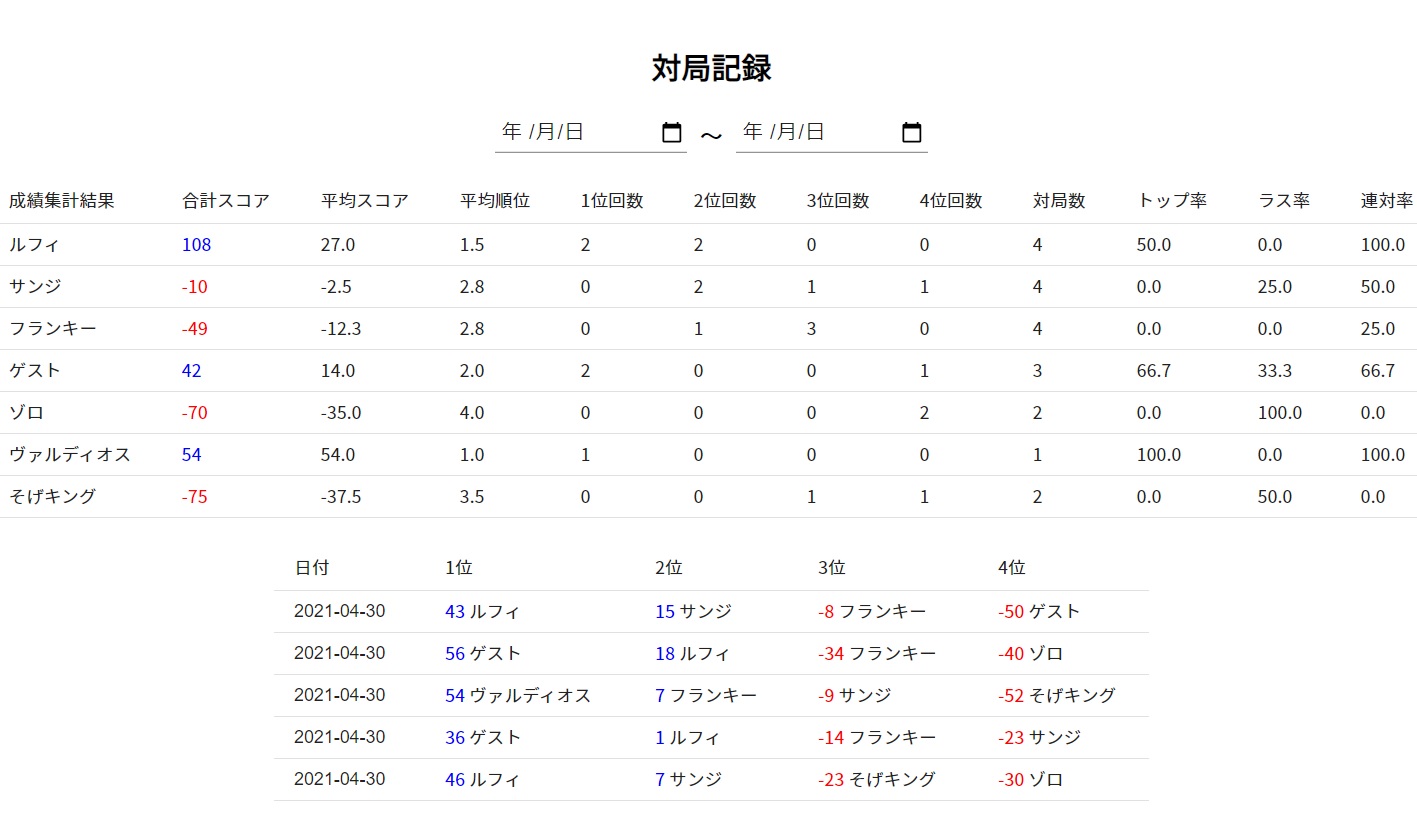 対局記録
年 /月/日 ～ 年 /月/日
成績集計結果 合計スコア 平均スコア 平均順位 1位回数 2位回数 3位回数 4位回数 対局数 トップ率 ラス率 連対率
ルフィ 108 27.0 1.5 2 2 0 0 4 50.0 0.0 100.0
サンジ -10 -2.5 2.8 0 2 1 1 4 0.0 25.0 50.0
フランキー -49 -12.3 2.8 0 1 3 0 4 0.0 0.0 25.0
ゲスト 42 14.0 2.0 2 0 0 1 3 66.7 33.3 66.7
ゾロ -70 -35.0 4.0 0 0 0 2 2 0.0 100.0 0.0
ヴァルディオス 54 54.0 1.0 1 0 0 0 1 100.0 0.0 100.0
そげキング -75 -37.5 3.5 0 0 1 1 2 0.0 50.0 0.0
日付 1位 2位 3位 4位
2021-04-30 43 ルフィ 15 サンジ -8 フランキー -50 ゲスト
2021-04-30 56 ゲスト 18 ルフィ -34 フランキー -40 ゾロ
2021-04-30 54 ヴァルディオス 7 フランキー -9 サンジ -52 そげキング
2021-04-30 36 ゲスト 1 ルフィ -14 フランキー -23 サンジ
2021-04-30 46 ルフィ 7 サンジ -23 そげキング -30 ゾロ